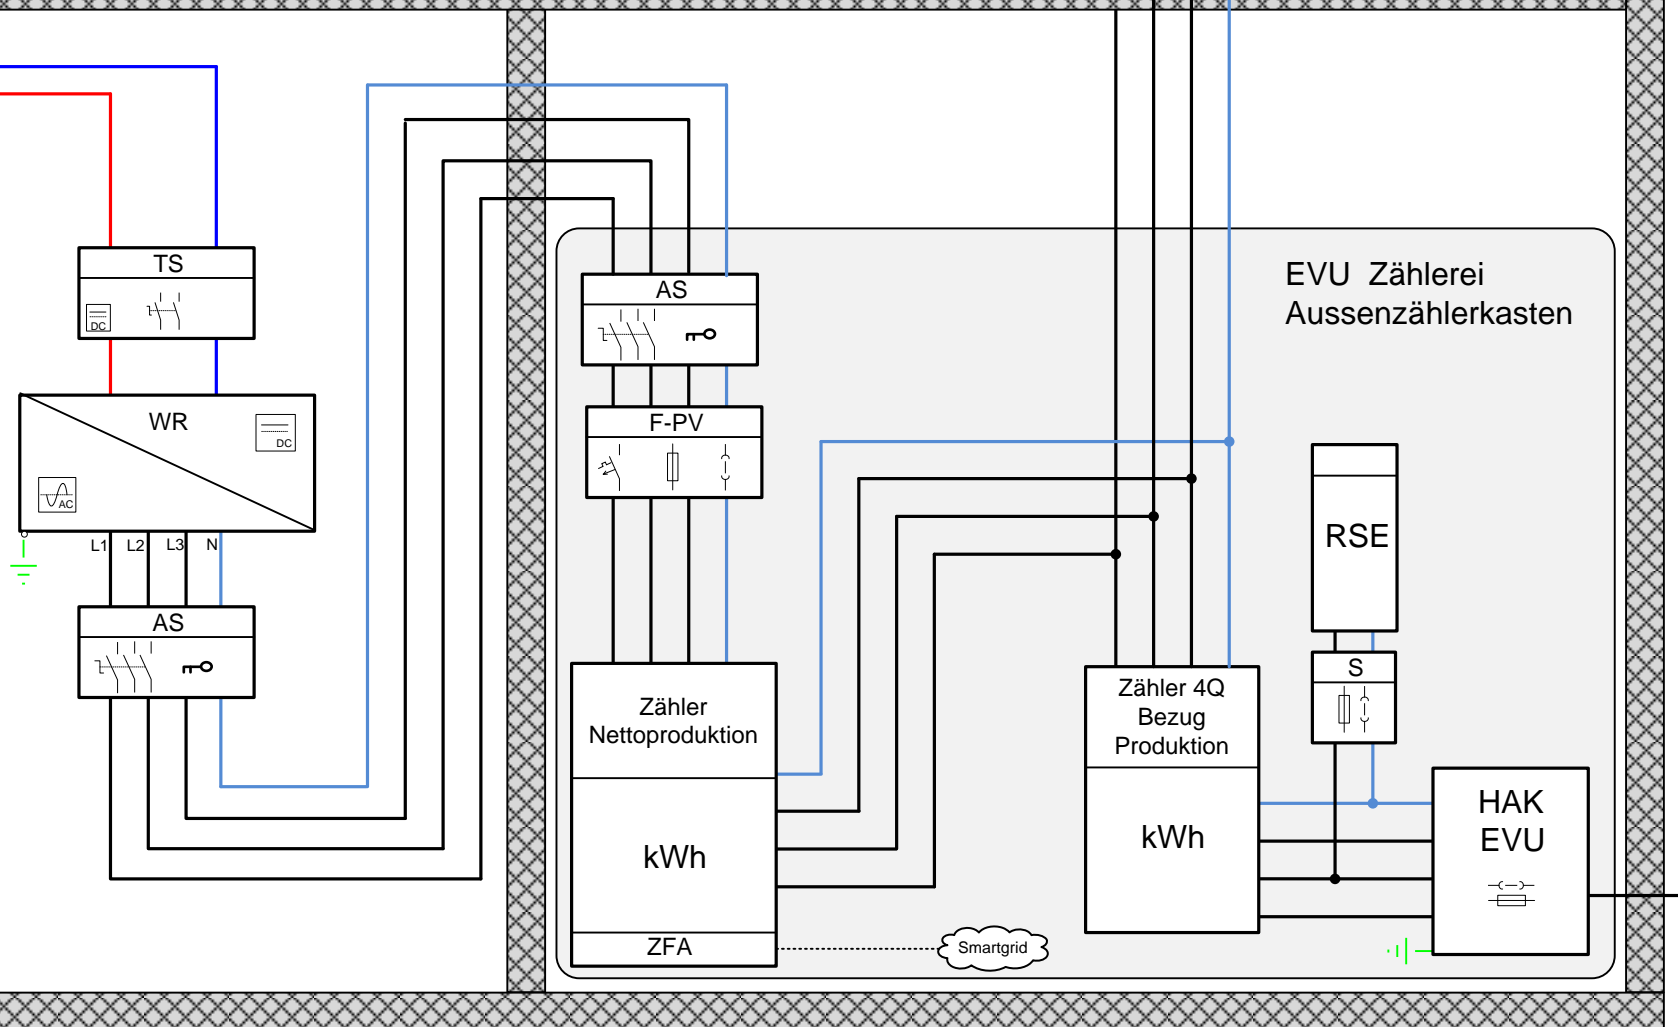 TS
DC
WR
DC
AC
L1 L2 L3 N
AS
AS
F-PV
EVU Zählerei
Aussenzählerkasten
RSE
S
Zähler
Nettoproduktion
kWh
ZFA
Smartgrid
Zähler 4Q
Bezug
Produktion
kWh
HAK
EVU